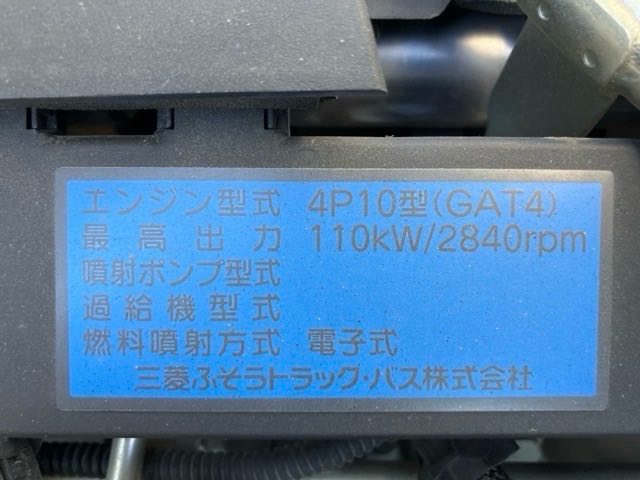 エンジン型式 4P10型(GAT4)
最高出力 110kW/2840rpm
噴射ポンプ型式
過給機型式
燃料噴射方式 電子式
三菱ふそうトラック・バス株式会社